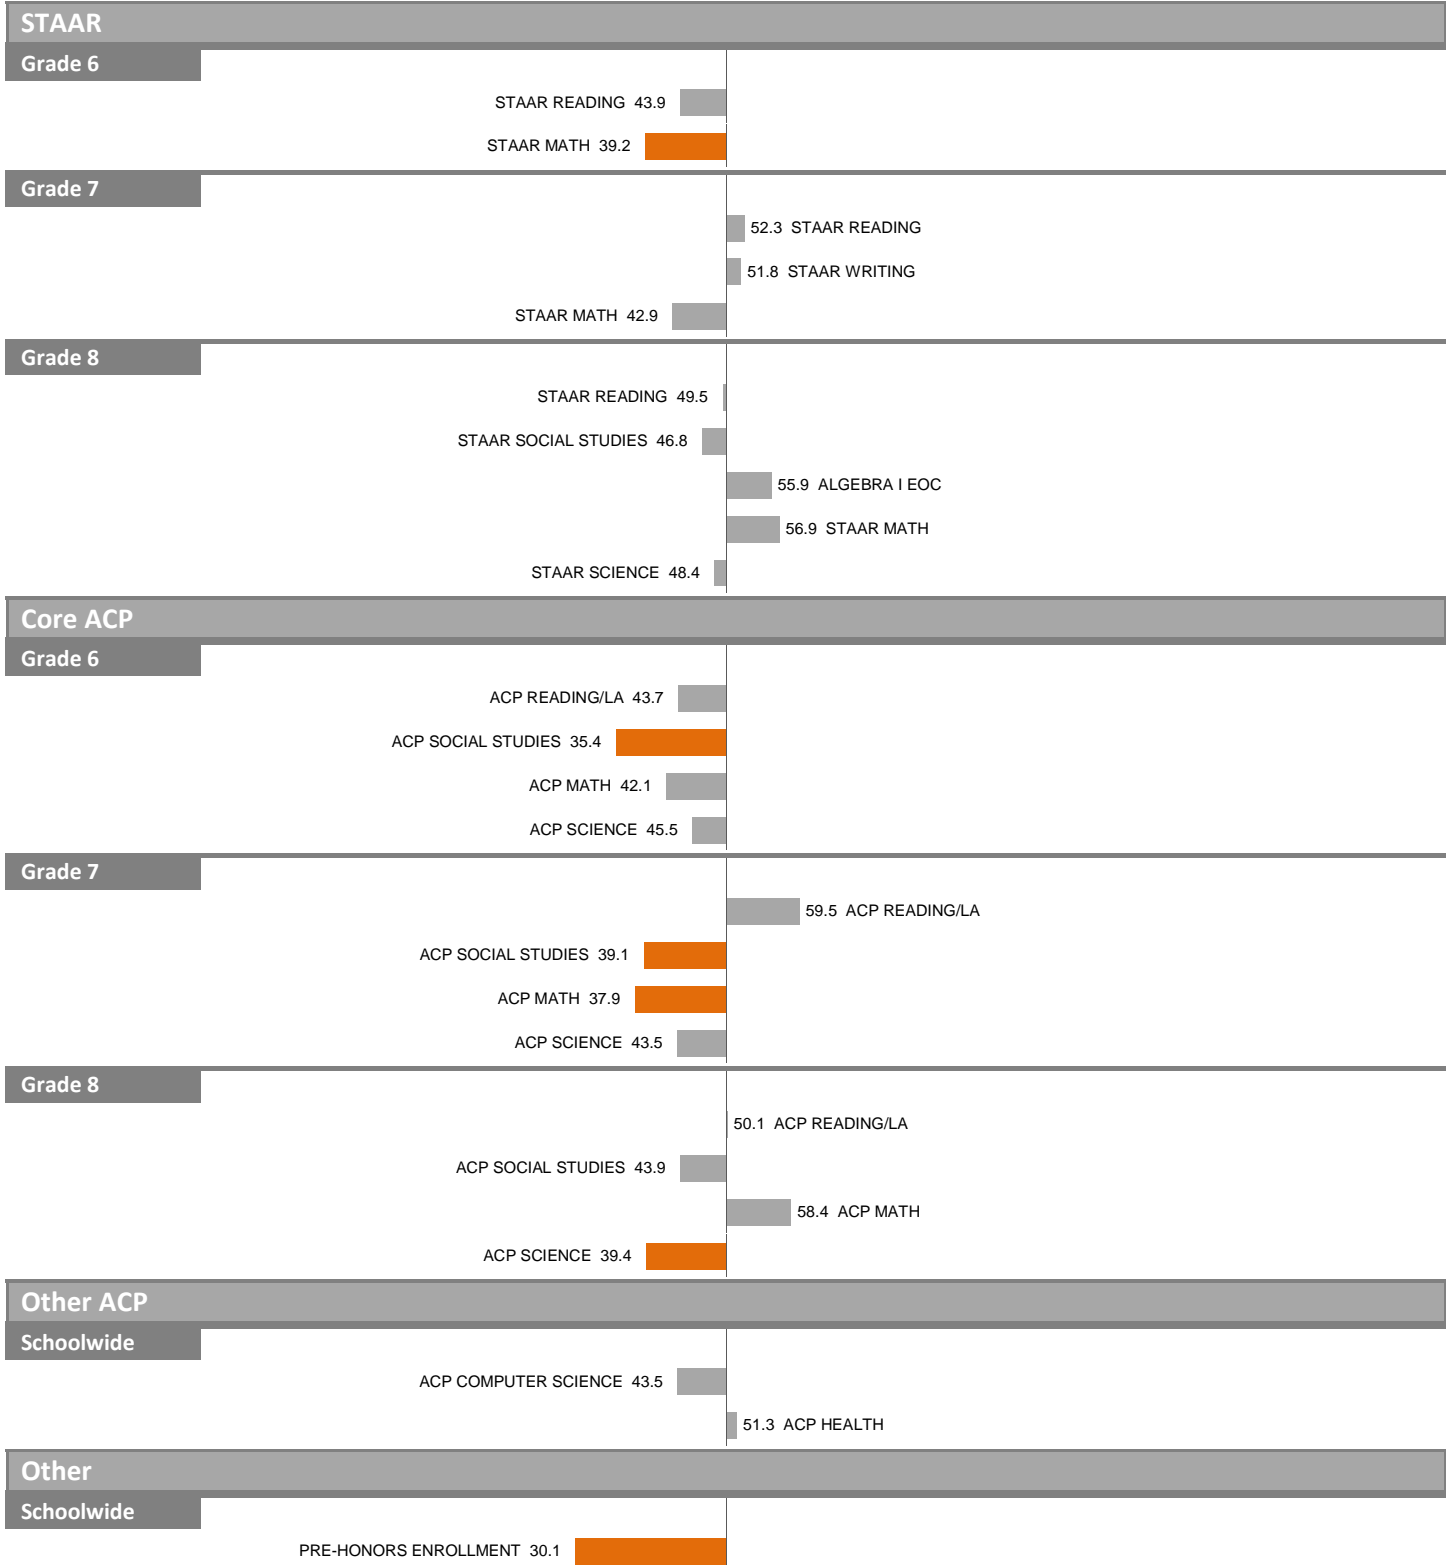 STAAR
Grade 6
STAAR READING 43.9
STAAR MATH 39.2
Grade 7
52.3 STAAR READING
51.8 STAAR WRITING
STAAR MATH 42.9
Grade 8
STAAR READING 49.5
STAAR SOCIAL STUDIES 46.8
55.9 ALGEBRA I EOC
56.9 STAAR MATH
STAAR SCIENCE 48.4
Core ACP
Grade 6
ACP READING/LA 43.7
ACP SOCIAL STUDIES 35.4
ACP MATH 42.1
ACP SCIENCE 45.5
Grade 7
59.5 ACP READING/LA
ACP SOCIAL STUDIES 39.1
ACP MATH 37.9
ACP SCIENCE 43.5
Grade 8
50.1 ACP READING/LA
ACP SOCIAL STUDIES 43.9
58.4 ACP MATH
ACP SCIENCE 39.4
Other ACP
Schoolwide
ACP COMPUTER SCIENCE 43.5
51.3 ACP HEALTH
Other
Schoolwide
PRE-HONORS ENROLLMENT 30.1